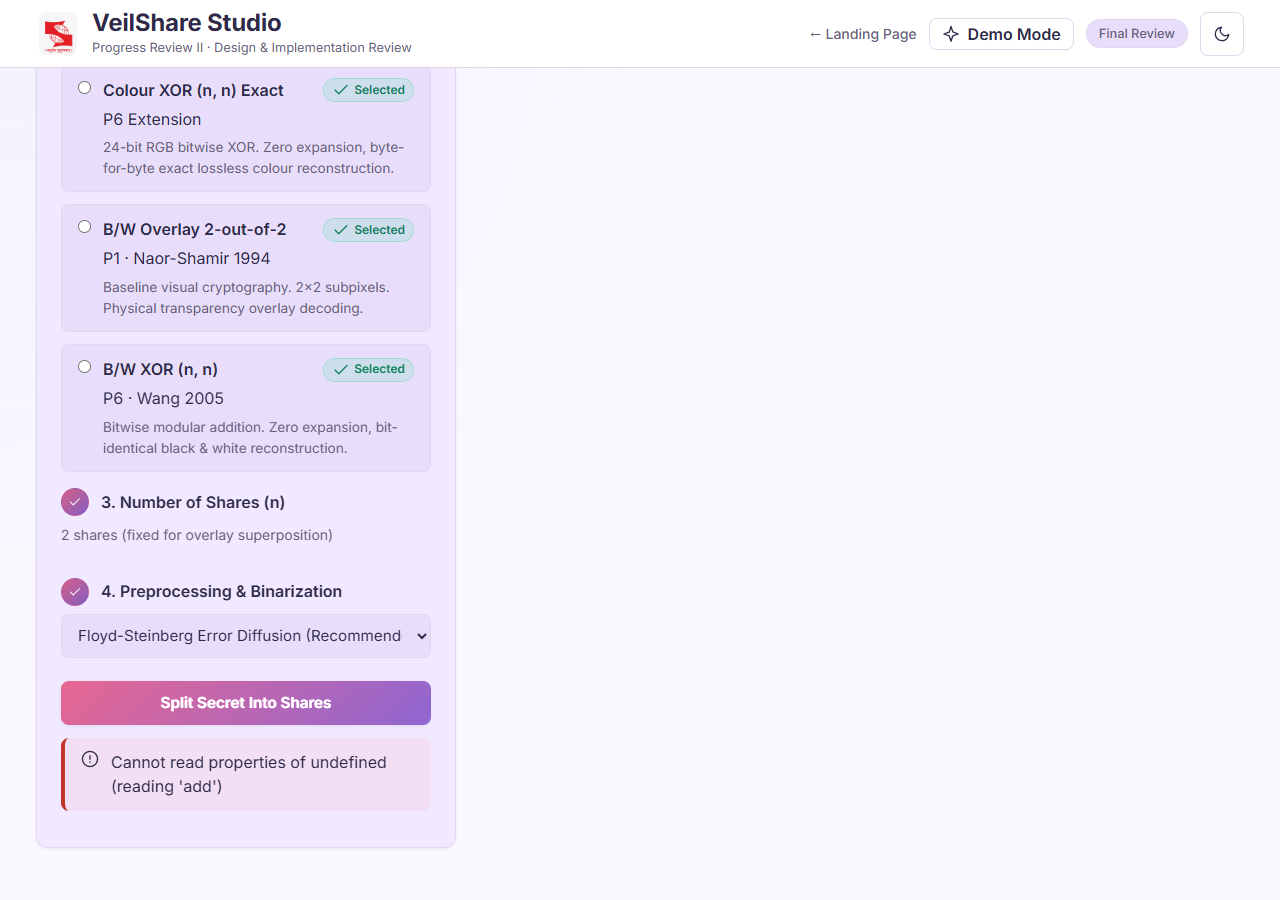 VeilShare Studio
Progress Review II · Design & Implementation Review
← Landing Page
Demo Mode
Final Review
Colour XOR (n, n) Exact
Selected
P6 Extension
24-bit RGB bitwise XOR. Zero expansion, byte-
for-byte exact lossless colour reconstruction.
B/W Overlay 2-out-of-2
Selected
P1 · Naor-Shamir 1994
Baseline visual cryptography. 2×2 subpixels.
Physical transparency overlay decoding.
B/W XOR (n, n)
Selected
P6 · Wang 2005
Bitwise modular addition. Zero expansion, bit-
identical black & white reconstruction.
3. Number of Shares (n)
2 shares (fixed for overlay superposition)
4. Preprocessing & Binarization
Floyd-Steinberg Error Diffusion (Recommend
Split Secret Into Shares
Cannot read properties of undefined
(reading 'add')